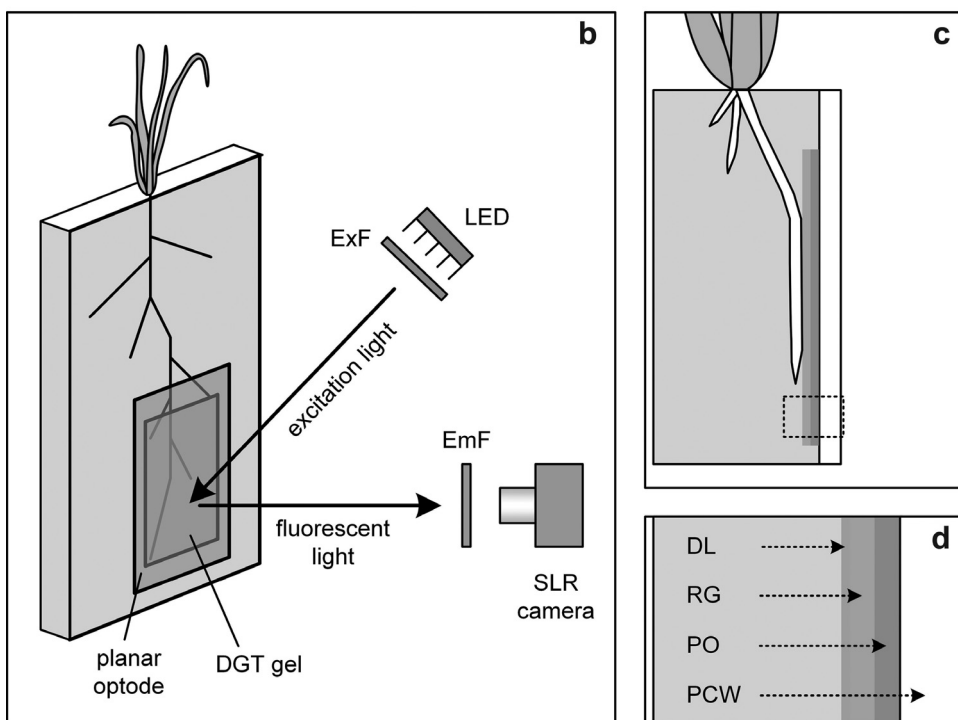 b
LED
ExF
excitation light
EmF
fluorescent
light
SLR
camera
planar
optode
DGT gel
c
d
DL
RG
PO
PCW